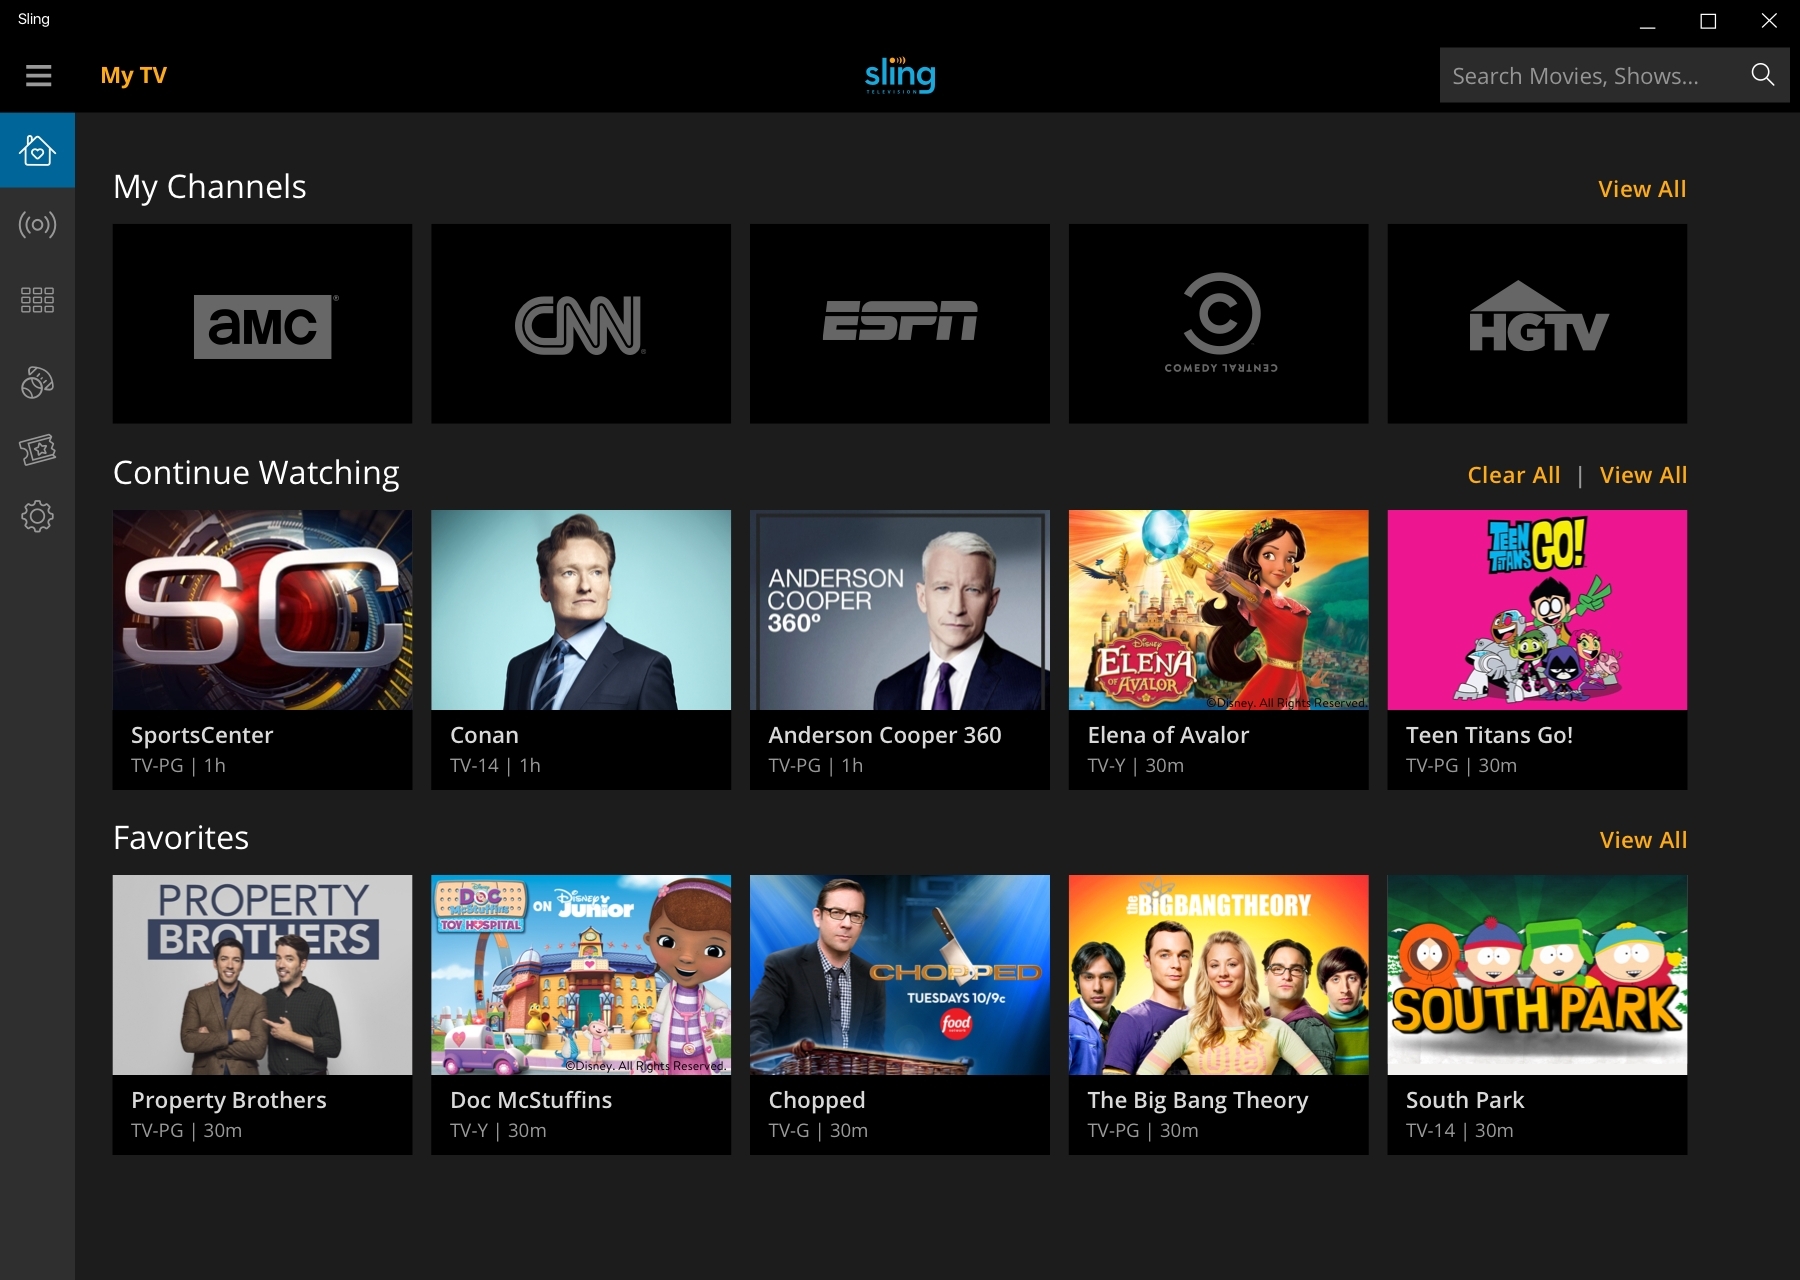 Sling
My TV
sling
TELEVISION
Search Movies, Shows...
My Channels
View All
aMC
CNN
ESPN
COMEDY CENTRAL
HGTV
Continue Watching
Clear All | View All
SC
ANDERSON
COOPER
360º
Disney
ELENA
OF AVALOR
©Disney. All Rights Reserved.
TEEN
TITANS
GO!
SportsCenter
TV-PG | 1h
Conan
TV-14 | 1h
Anderson Cooper 360
TV-PG | 1h
Elena of Avalor
TV-Y | 30m
Teen Titans Go!
TV-PG | 30m
Favorites
View All
PROPERTY
BROTHERS
Disney
DOC
McStuffins
TOY HOSPITAL
ON
Disney
Junior
©Disney. All Rights Reserved.
CHOPPED
TUESDAYS 10/9c
food
network
the BIG BANG THEORY
SOUTH PARK
Property Brothers
TV-PG | 30m
Doc McStuffins
TV-Y | 30m
Chopped
TV-G | 30m
The Big Bang Theory
TV-PG | 30m
South Park
TV-14 | 30m